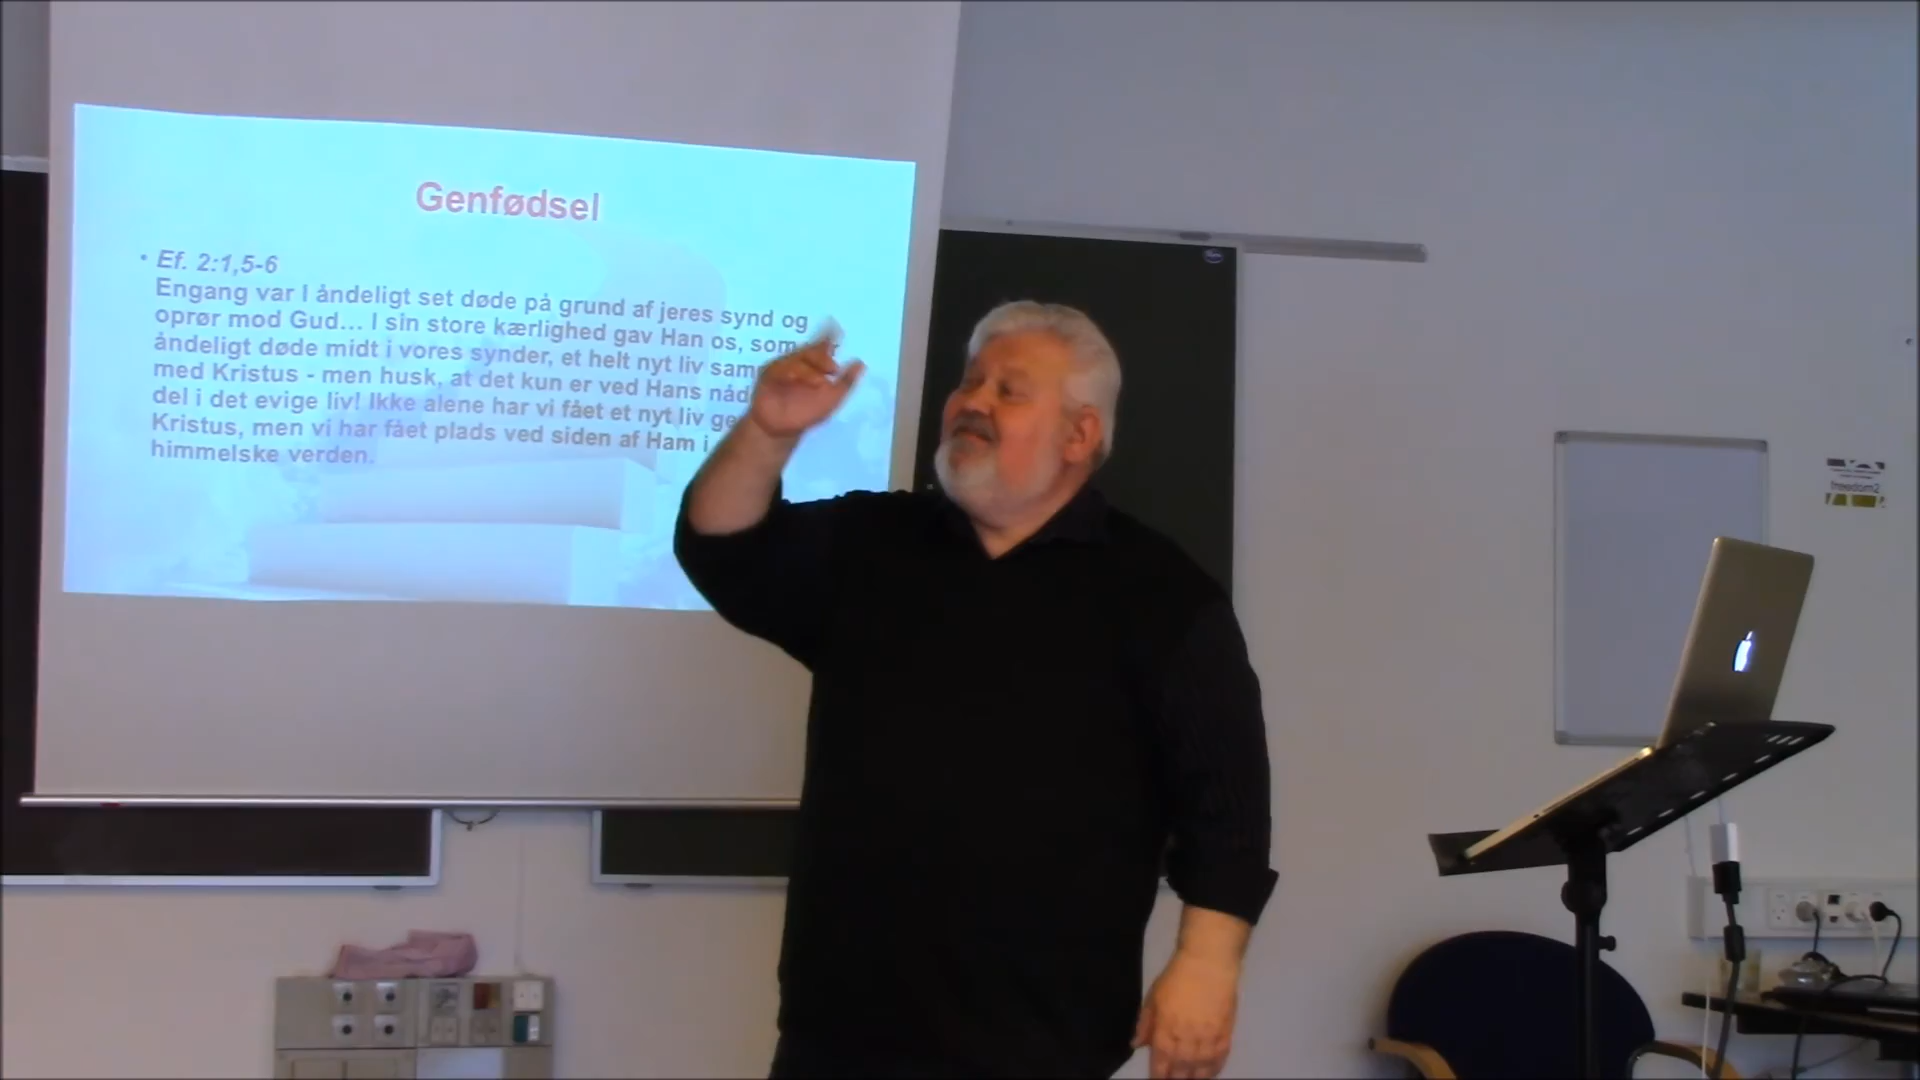 Genfødsel
• Ef. 2:1,5-6
Engang var I åndeligt set døde på grund af jeres synd og
oprør mod Gud... I sin store kærlighed gav Han os, som
åndeligt døde midt i vores synder, et helt nyt liv
med Kristus - men husk, at det kun er ved Hans
del i det evige liv! Ikke alene har vi fået et nyt liv
Kristus, men vi har fået plads ved siden af Ham i
himmelske verden.
freedom2